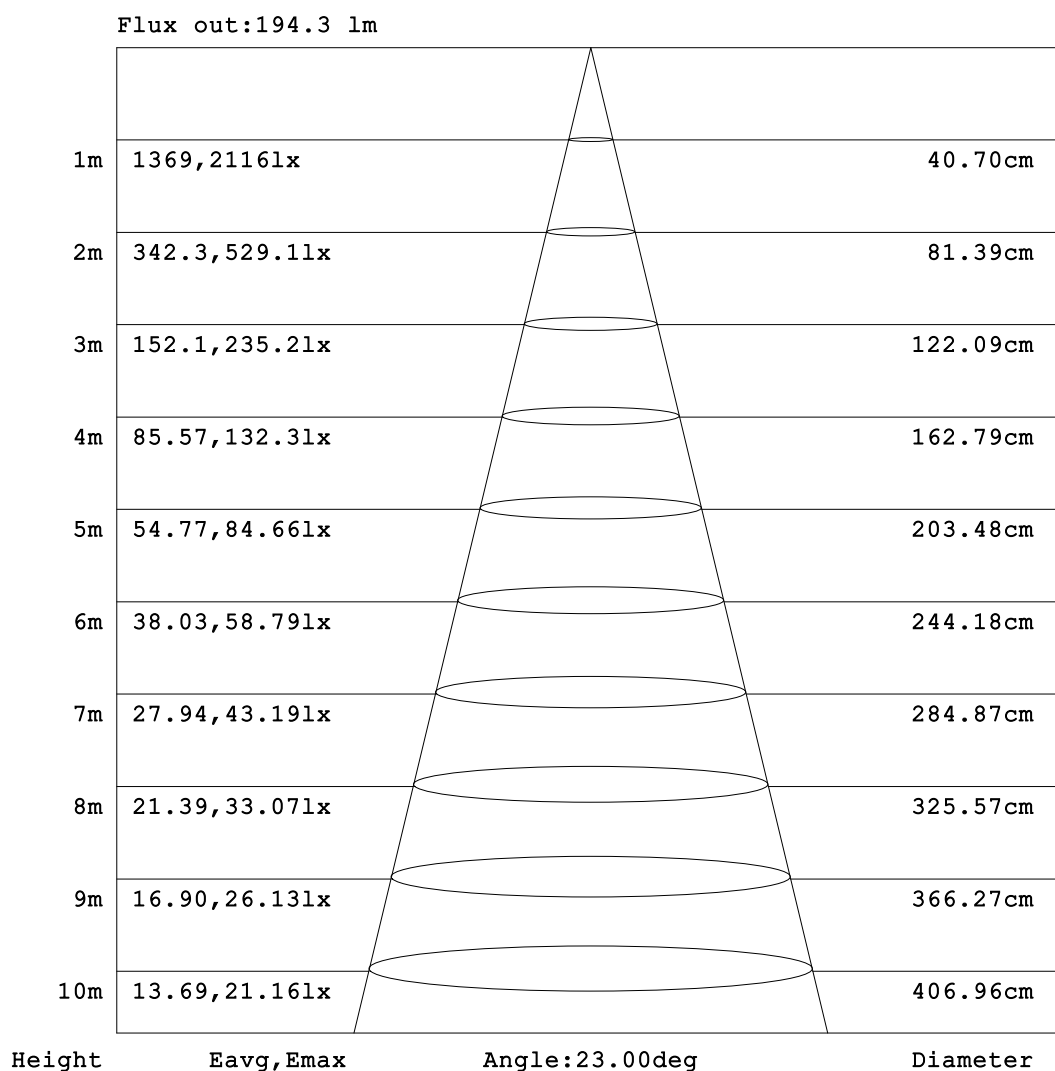 Flux out:194.3 lm
1m 1369,2116lx 40.70cm
2m 342.3,529.1lx 81.39cm
3m 152.1,235.2lx 122.09cm
4m 85.57,132.3lx 162.79cm
5m 54.77,84.66lx 203.48cm
6m 38.03,58.79lx 244.18cm
7m 27.94,43.19lx 284.87cm
8m 21.39,33.07lx 325.57cm
9m 16.90,26.13lx 366.27cm
10m 13.69,21.16lx 406.96cm
Height Eavg,Emax Angle:23.00deg Diameter